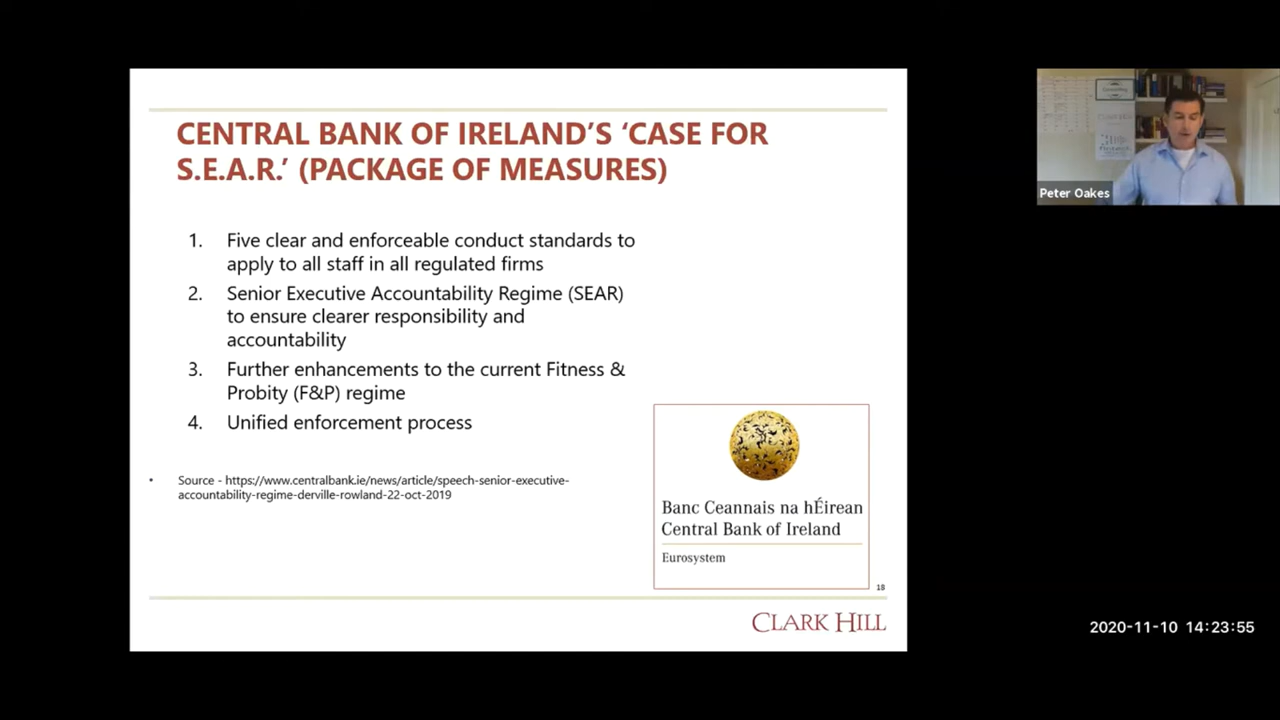 CENTRAL BANK OF IRELAND'S ‘CASE FOR
S.E.A.R.’ (PACKAGE OF MEASURES)
1. Five clear and enforceable conduct standards to
apply to all staff in all regulated firms
2. Senior Executive Accountability Regime (SEAR)
to ensure clearer responsibility and
accountability
3. Further enhancements to the current Fitness &
Probity (F&P) regime
4. Unified enforcement process
• Source - https://www.centralbank.ie/news/article/speech-senior-executive-
accountability-regime-derville-rowland-22-oct-2019
Banc Ceannais na hÉirean
Central Bank of Ireland
Eurosystem
18
CLARK HILL
Peter Oakes
2020-11-10 14:23:55